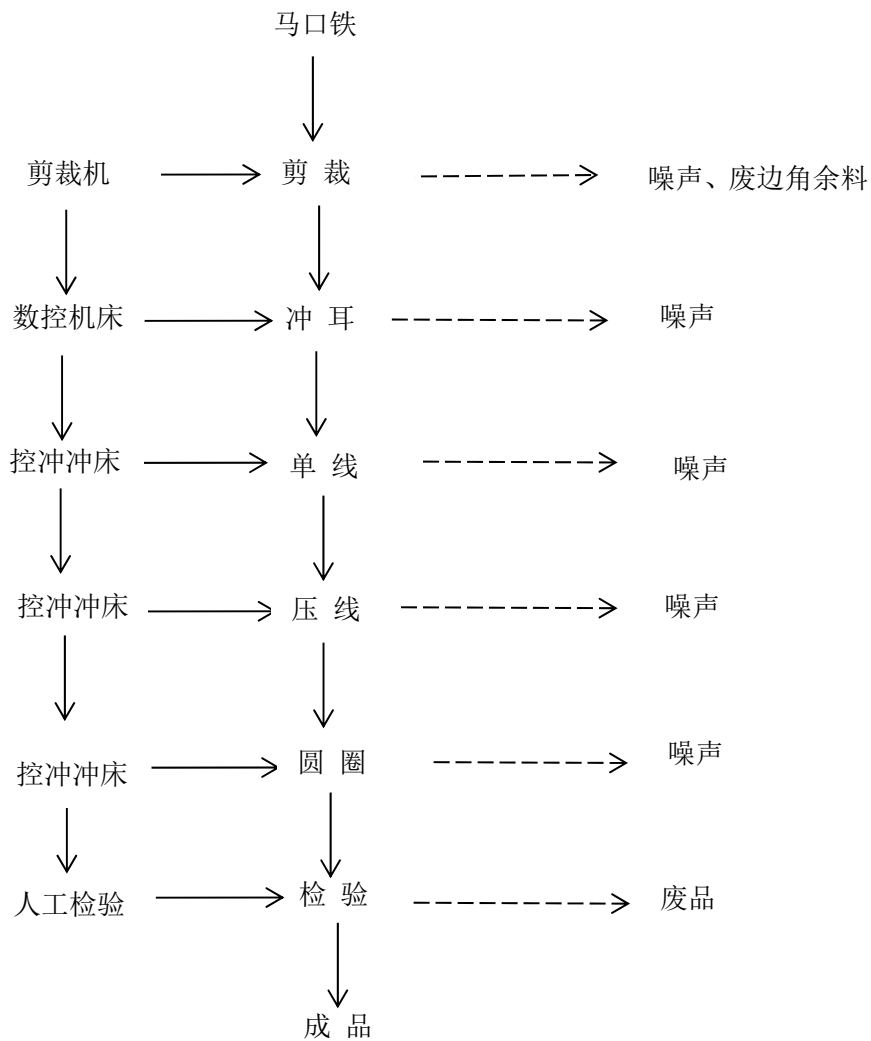 马口铁
剪裁机 剪 裁 噪声、废边角余料
数控机床 冲 耳 噪声
控冲冲床 单 线 噪声
控冲冲床 压 线 噪声
控冲冲床 圆 圈 噪声
人工检验 检 验 废品
成 品